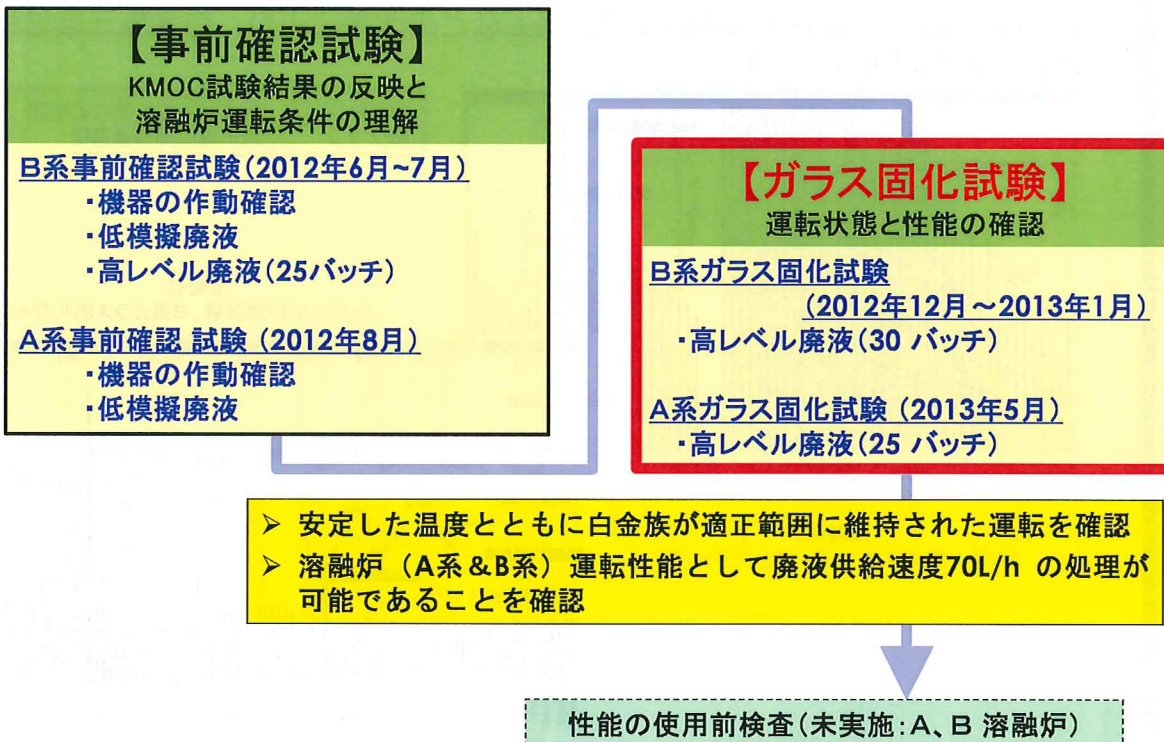 【事前確認試験】
KMOC試験結果の反映と
溶融炉運転条件の理解
B系事前確認試験(2012年6月~7月)
・機器の作動確認
・低模擬廃液
・高レベル廃液(25バッチ)
A系事前確認 試験 (2012年8月)
・機器の作動確認
・低模擬廃液
【ガラス固化試験】
運転状態と性能の確認
B系ガラス固化試験
(2012年12月～2013年1月)
・高レベル廃液(30 バッチ)
A系ガラス固化試験 (2013年5月)
・高レベル廃液(25 バッチ)
➢ 安定した温度とともに白金族が適正範囲に維持された運転を確認
➢ 溶融炉（A系＆B系）運転性能として廃液供給速度70L/h の処理が
可能であることを確認
性能の使用前検査(未実施:A、B 溶融炉)